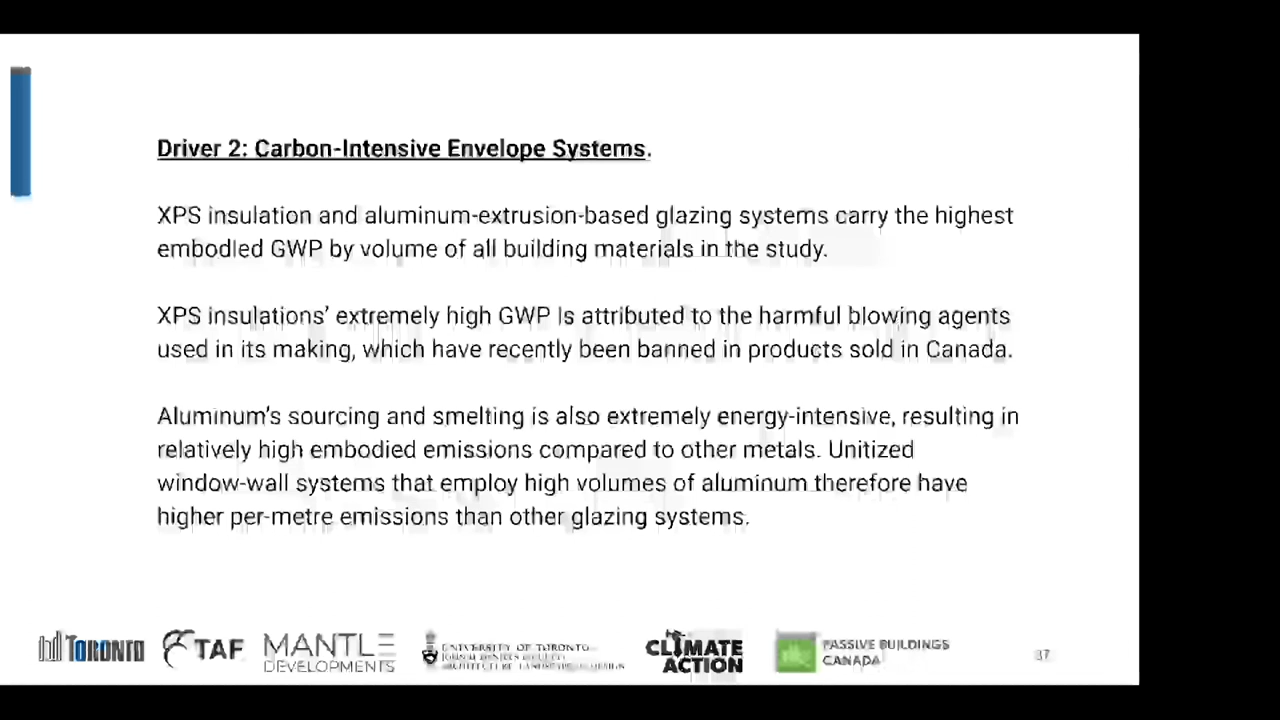 Driver 2: Carbon-Intensive Envelope Systems.
XPS insulation and aluminum-extrusion-based glazing systems carry the highest
embodied GWP by volume of all building materials in the study.
XPS insulations’ extremely high GWP is attributed to the harmful blowing agents
used in its making, which have recently been banned in products sold in Canada.
Aluminum’s sourcing and smelting is also extremely energy-intensive, resulting in
relatively high embodied emissions compared to other metals. Unitized
window-wall systems that employ high volumes of aluminum therefore have
higher per-metre emissions than other glazing systems.
TORONTO
TAF
MANTLE
DEVELOPMENTS
UNIVERSITY OF TORONTO
CLIMATE
ACTION
PASSIVE BUILDINGS
CANADA
37